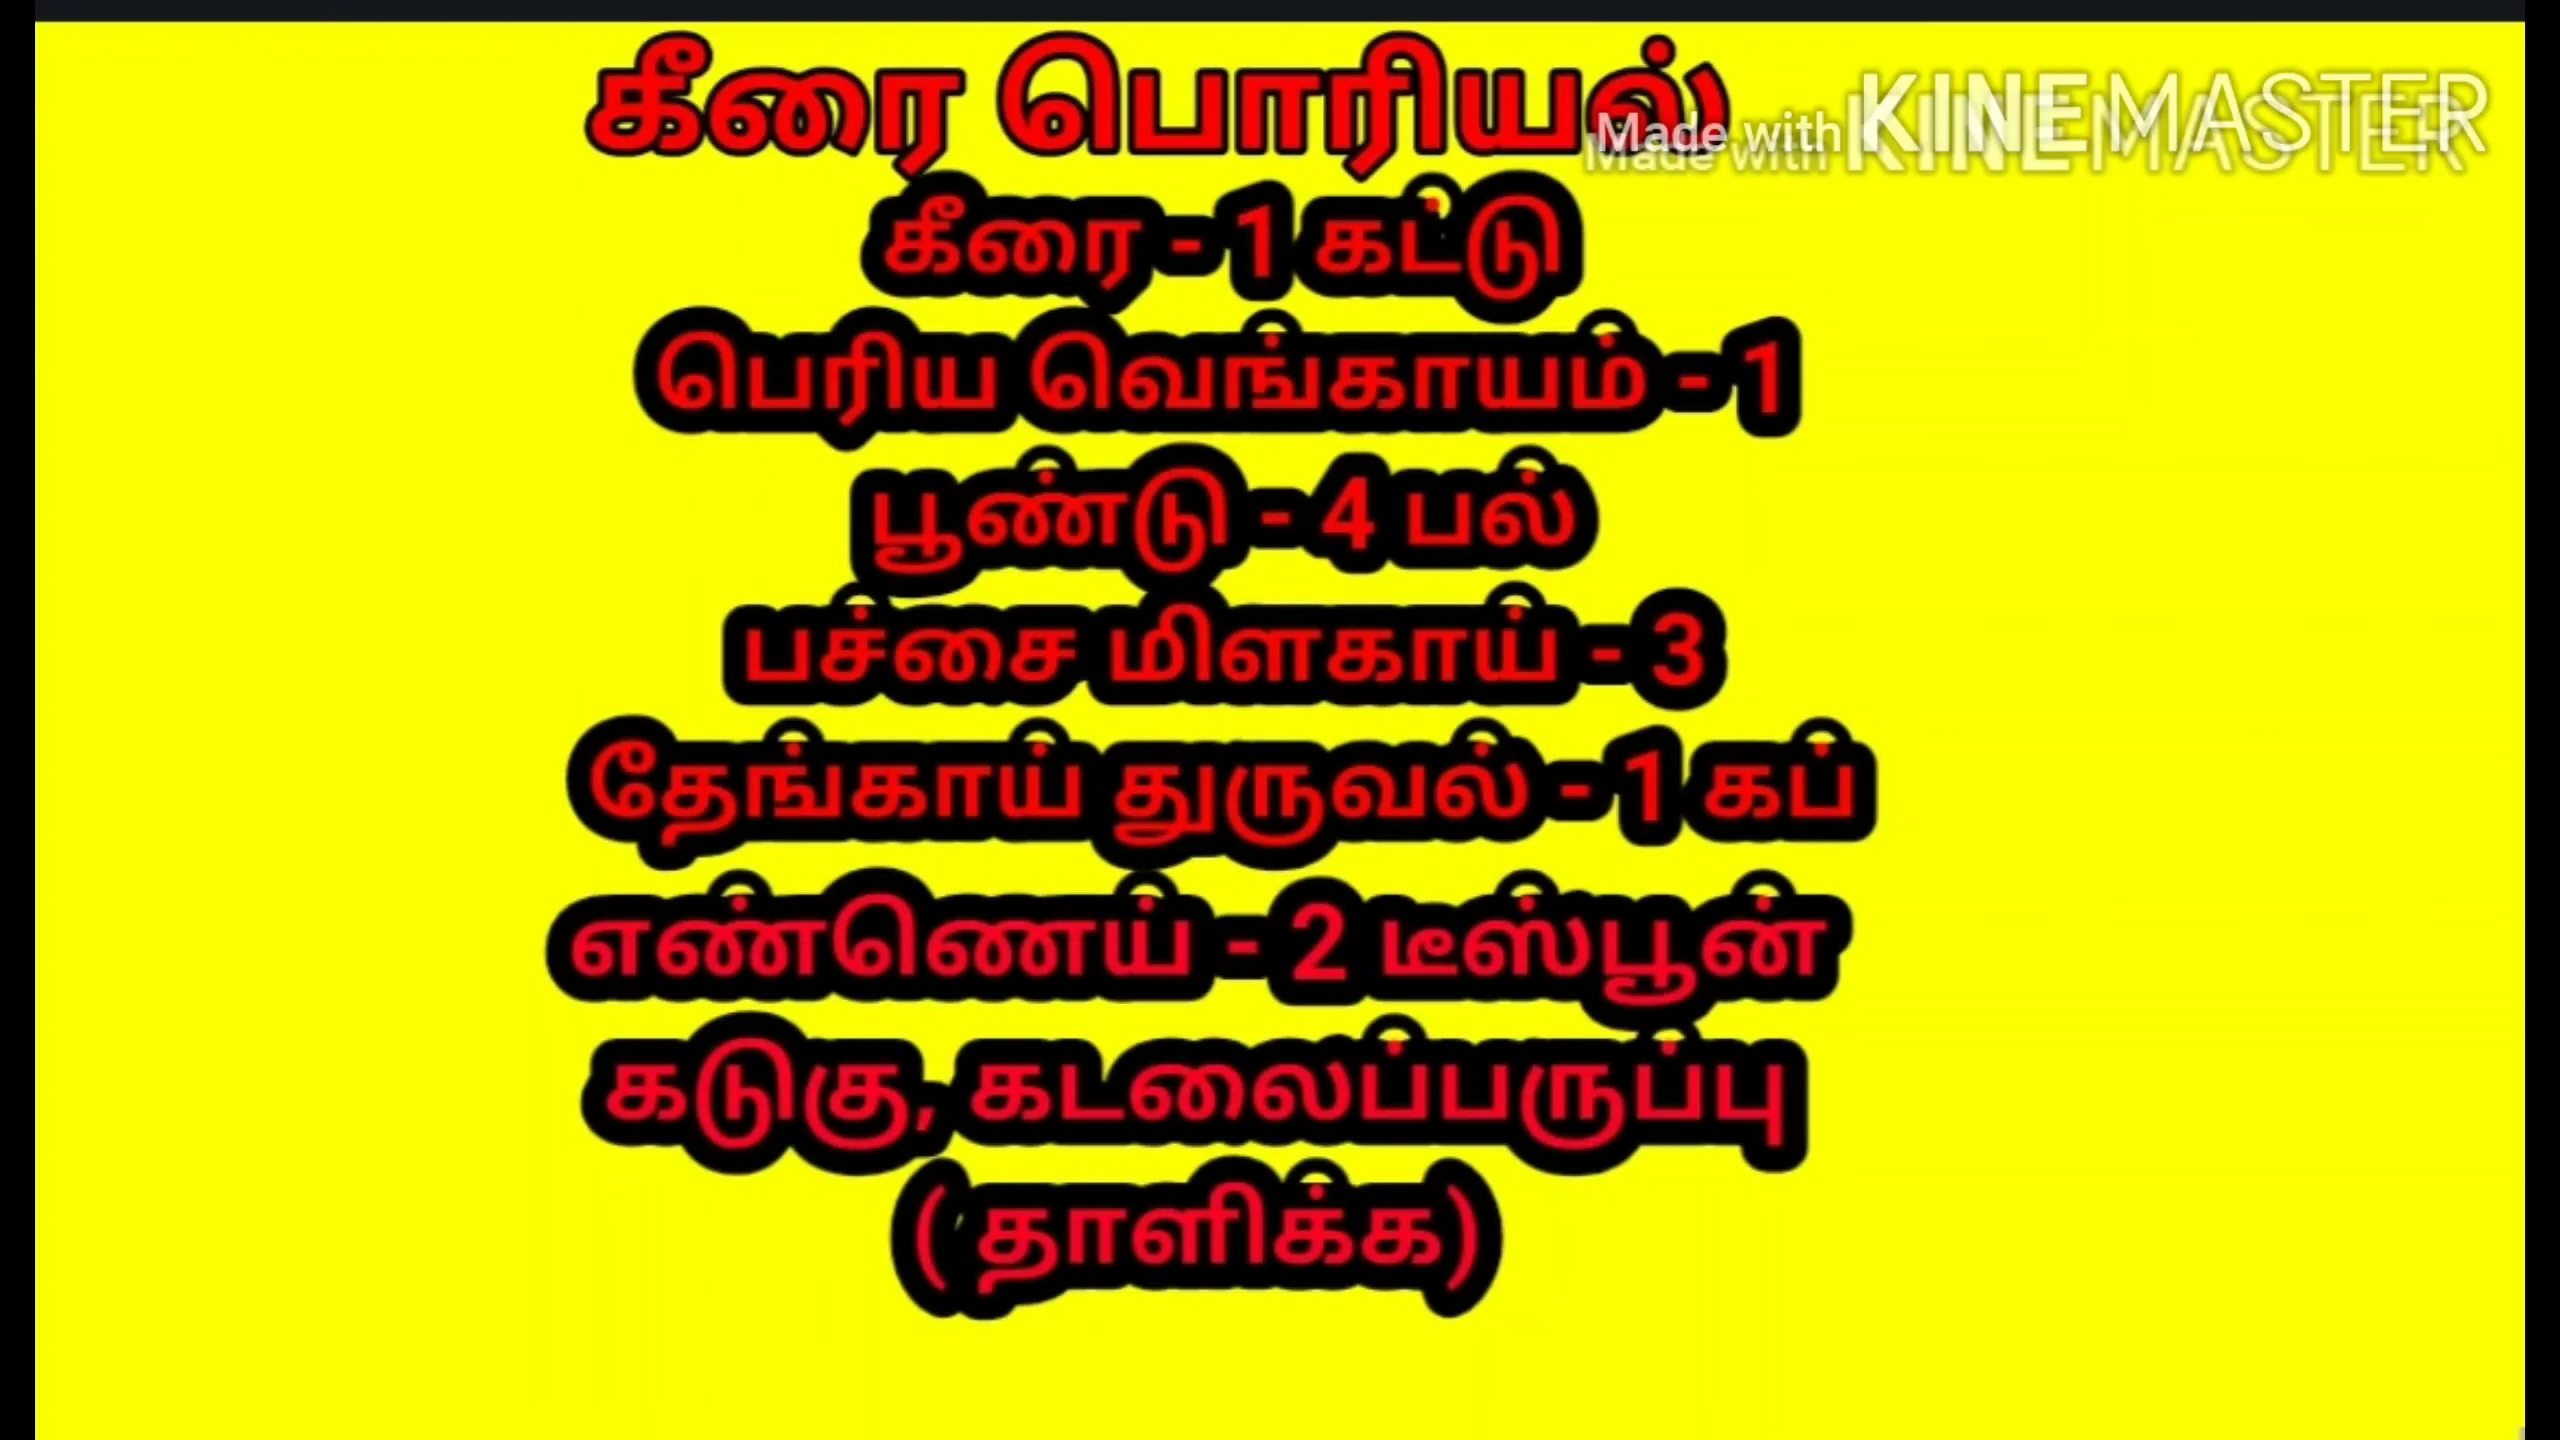 கீரை பொரியல்
Made with KINEMASTER
கீரை - 1 கட்டு
பெரிய வெங்காயம் - 1
பூண்டு - 4 பல்
பச்சை மிளகாய் - 3
தேங்காய் துருவல் - 1 கப்
எண்ணெய் - 2 டீஸ்பூன்
கடுகு, கடலைப்பருப்பு
( தாளிக்க)